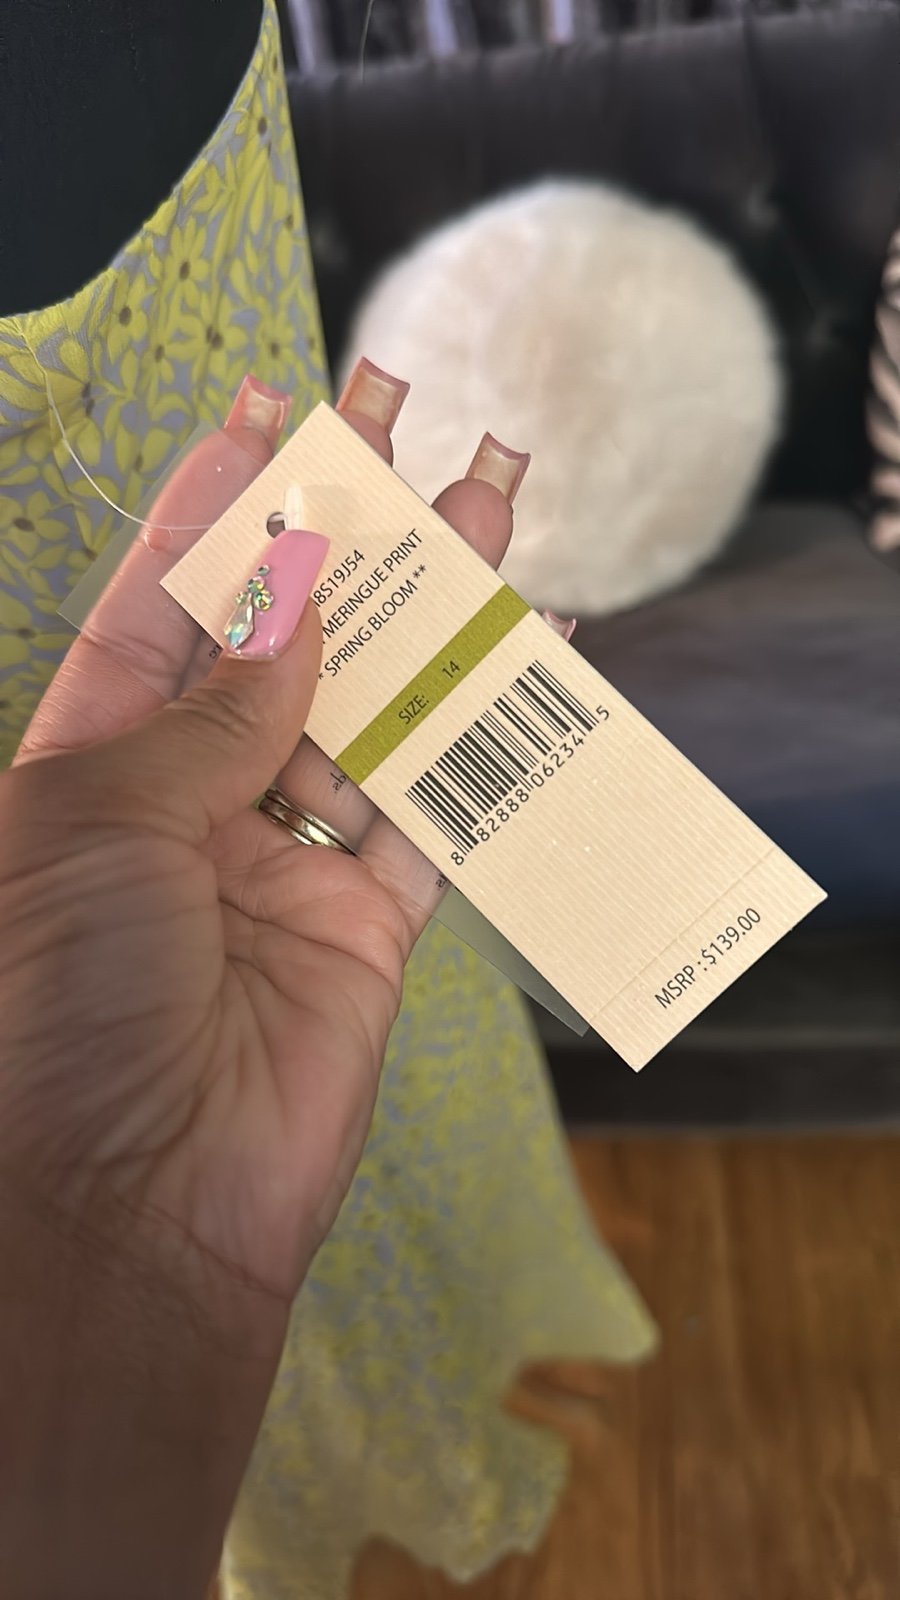 8S19J54
MERINGUE PRINT
* SPRING BLOOM **
SIZE: 14
8 82888 06234 5
MSRP : $139.00